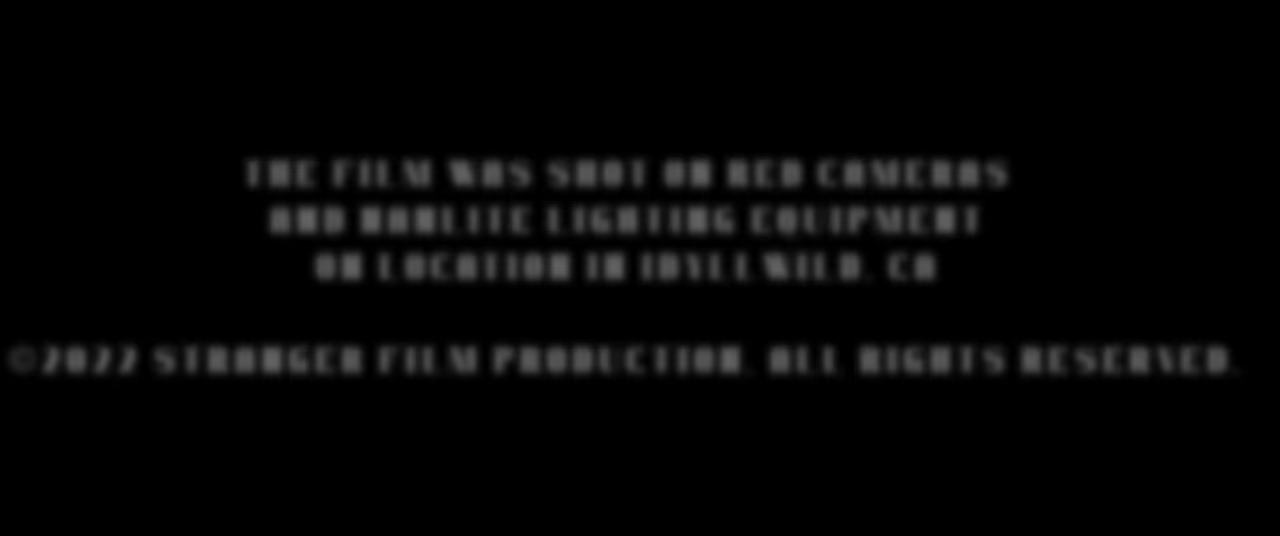 THE FILM WAS SHOT ON RED CAMERAS
AND NANLITE LIGHTING EQUIPMENT
ON LOCATION IN IDYLLWILD, CA
©2022 STRANGER FILM PRODUCTION. ALL RIGHTS RESERVED.